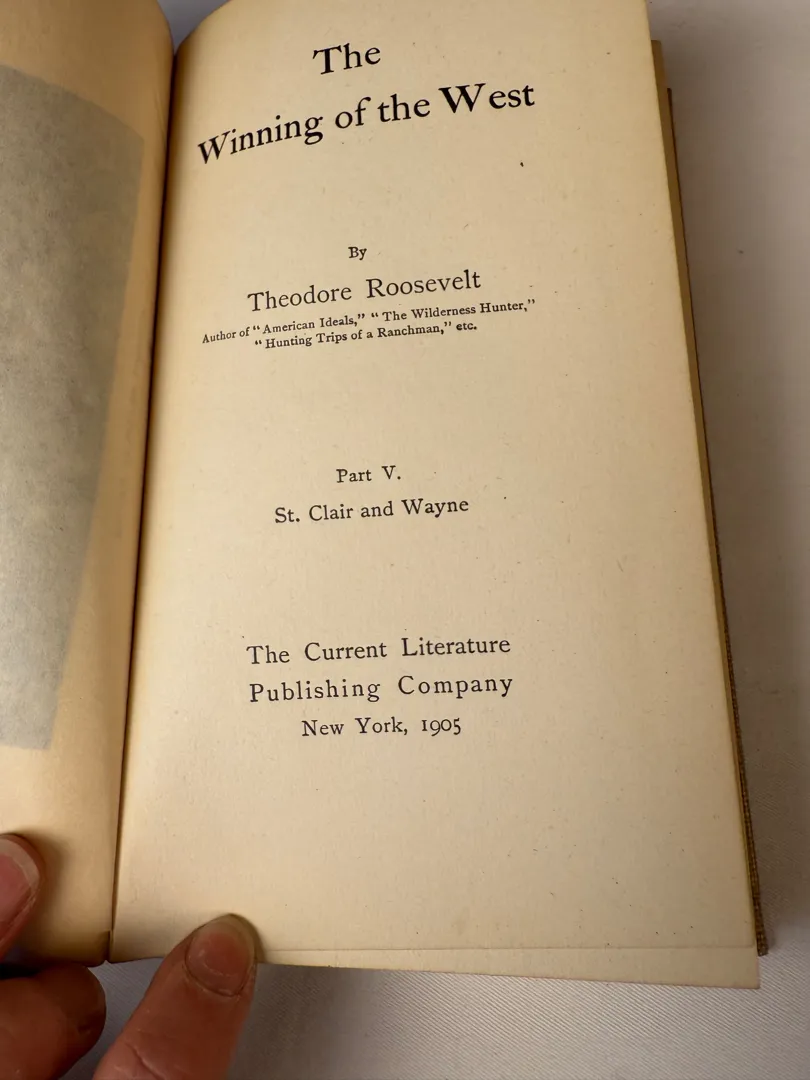 The
Winning of the West
By
Theodore Roosevelt
Author of “American Ideals,” “The Wilderness Hunter,”
“Hunting Trips of a Ranchman,” etc.
Part V.
St. Clair and Wayne
The Current Literature
Publishing Company
New York, 1905